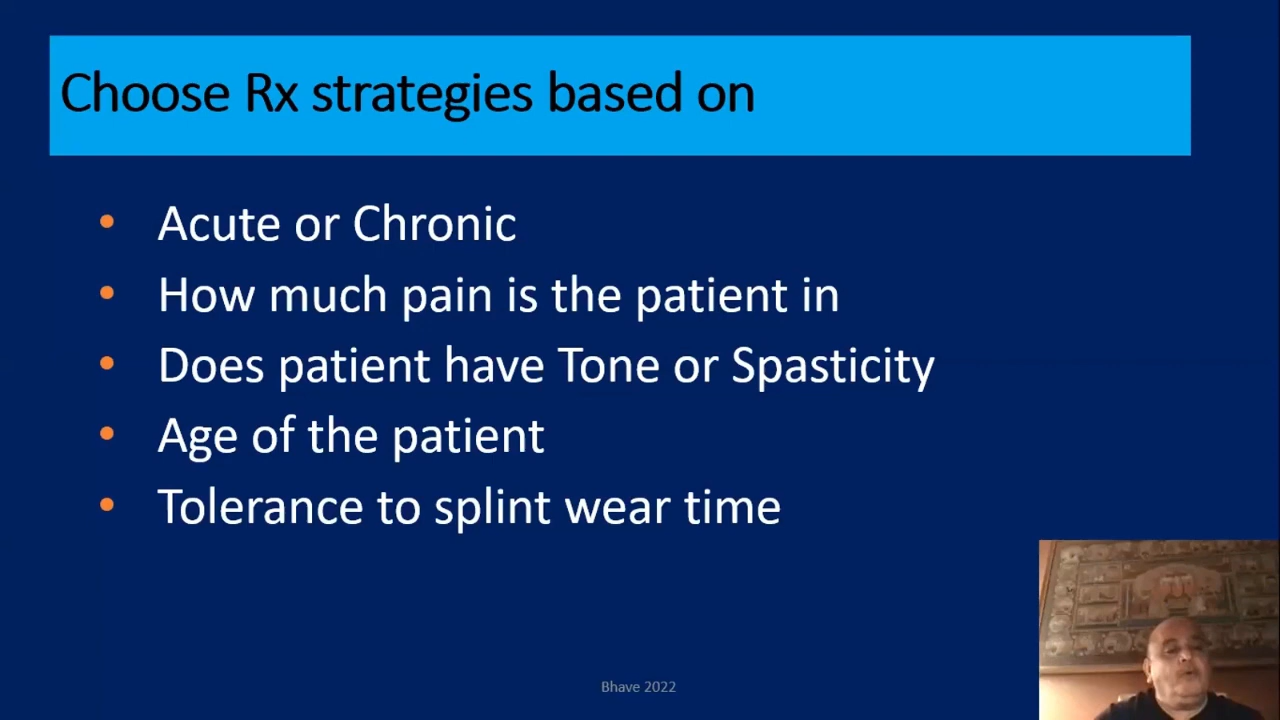 Choose Rx strategies based on
• Acute or Chronic
• How much pain is the patient in
• Does patient have Tone or Spasticity
• Age of the patient
• Tolerance to splint wear time
Bhave 2022